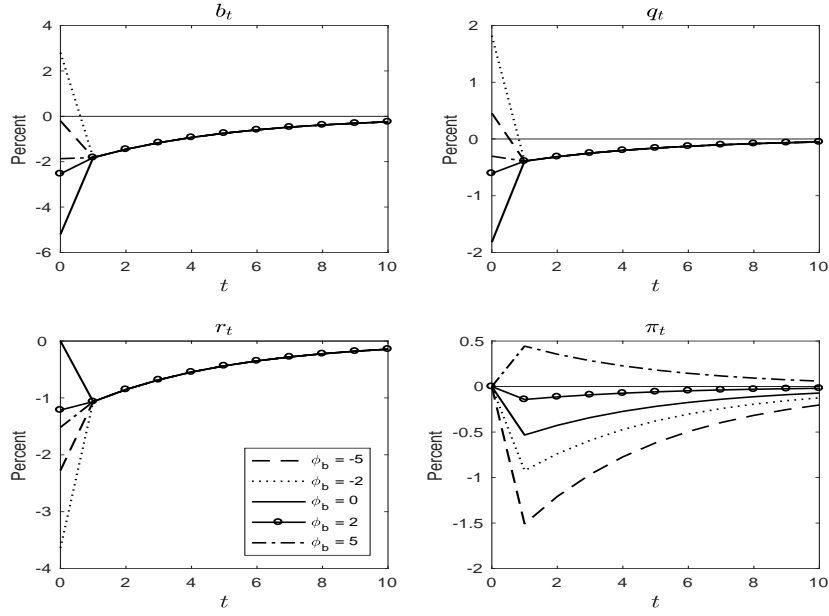 b_t
4
2
0
-2
-4
-6
Percent
0 2 4 6 8 10
t
q_t
2
1
0
-1
-2
Percent
0 2 4 6 8 10
t
r_t
0
-1
-2
-3
-4
Percent
ϕ_b = -5
ϕ_b = -2
ϕ_b = 0
ϕ_b = 2
ϕ_b = 5
0 2 4 6 8 10
t
π_t
0.5
0
-0.5
-1
-1.5
-2
Percent
0 2 4 6 8 10
t